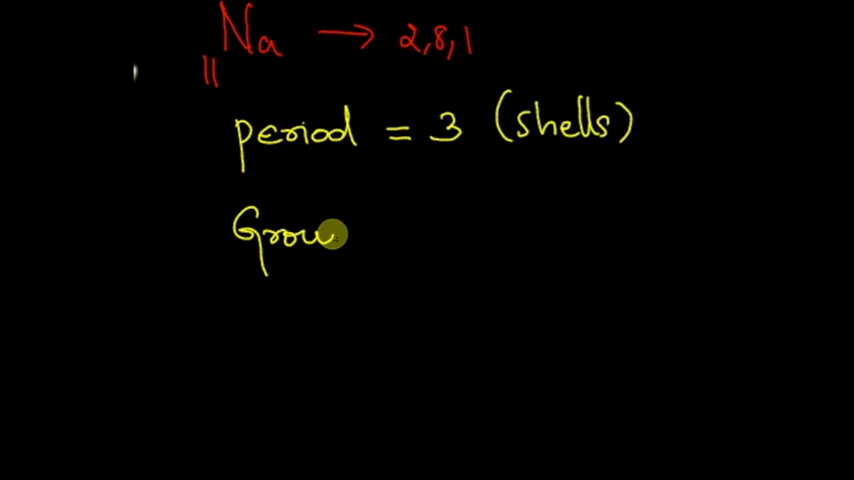 11Na → 2,8,1
period = 3 (shells)
Grou